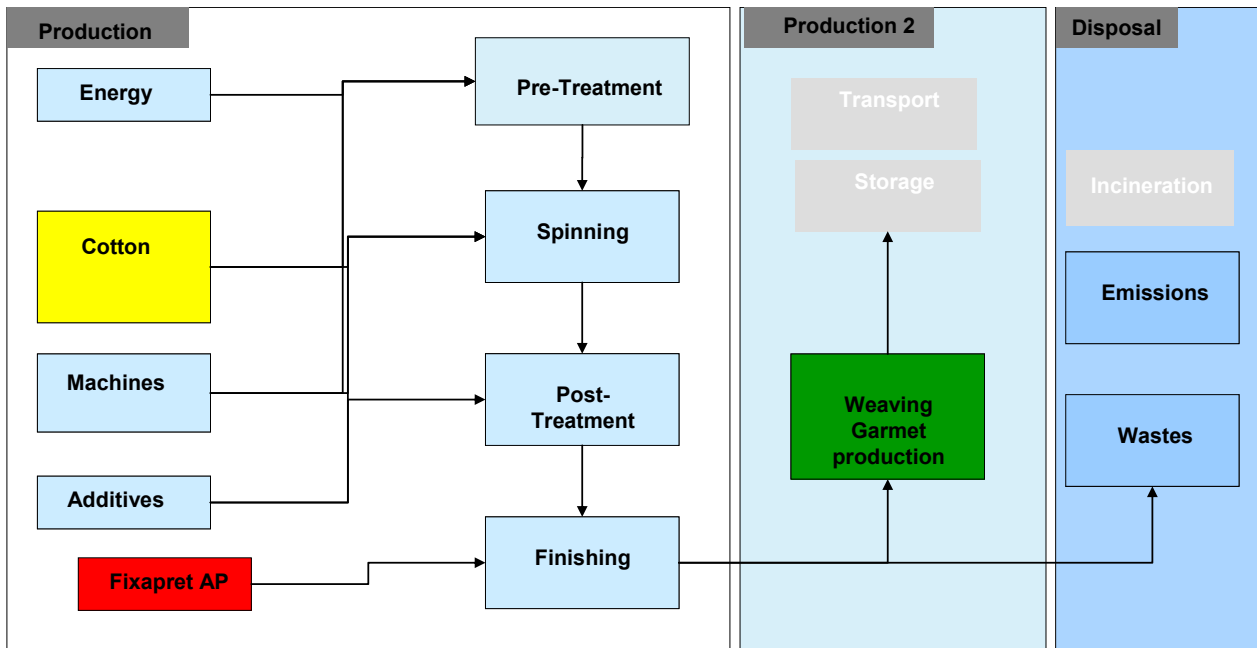 Production
Energy
Cotton
Machines
Additives
Fixapret AP
Pre-Treatment
Spinning
Post-
Treatment
Finishing
Production 2
Transport
Storage
Weaving
Garmet
production
Disposal
Incineration
Emissions
Wastes